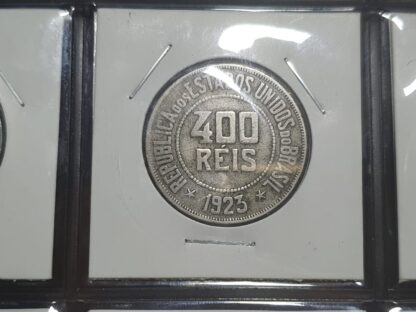 REPUBLICA DOS ESTADOS UNIDOS DO BRASIL
400
RÉIS
* 1923 *